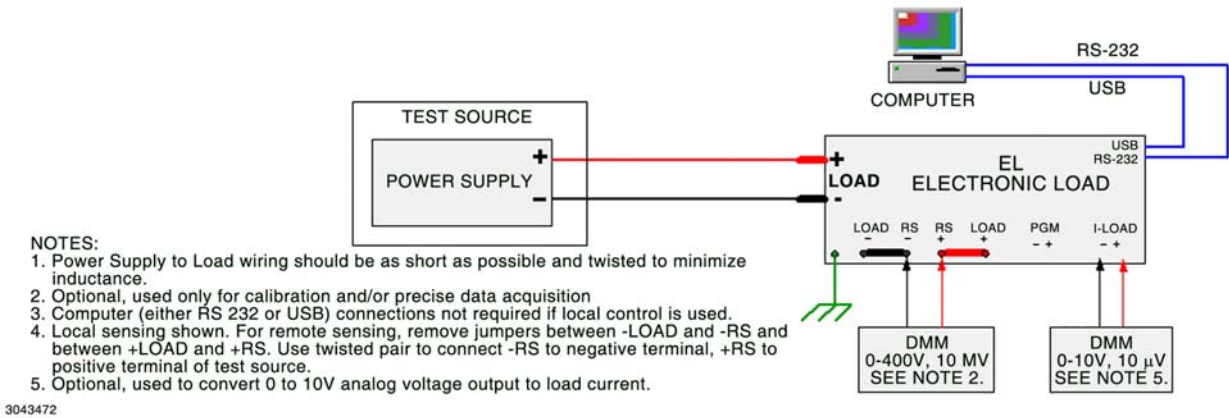 RS-232
USB
COMPUTER
TEST SOURCE
POWER SUPPLY
+
−
+
LOAD
-
EL
ELECTRONIC LOAD
USB
RS-232
LOAD RS RS LOAD PGM I-LOAD
− − + + − + − +
DMM
0-400V, 10 MV
SEE NOTE 2.
DMM
0-10V, 10 µV
SEE NOTE 5.
NOTES:
1. Power Supply to Load wiring should be as short as possible and twisted to minimize
inductance.
2. Optional, used only for calibration and/or precise data acquisition
3. Computer (either RS 232 or USB) connections not required if local control is used.
4. Local sensing shown. For remote sensing, remove jumpers between -LOAD and -RS and
between +LOAD and +RS. Use twisted pair to connect -RS to negative terminal, +RS to
positive terminal of test source.
5. Optional, used to convert 0 to 10V analog voltage output to load current.
3043472